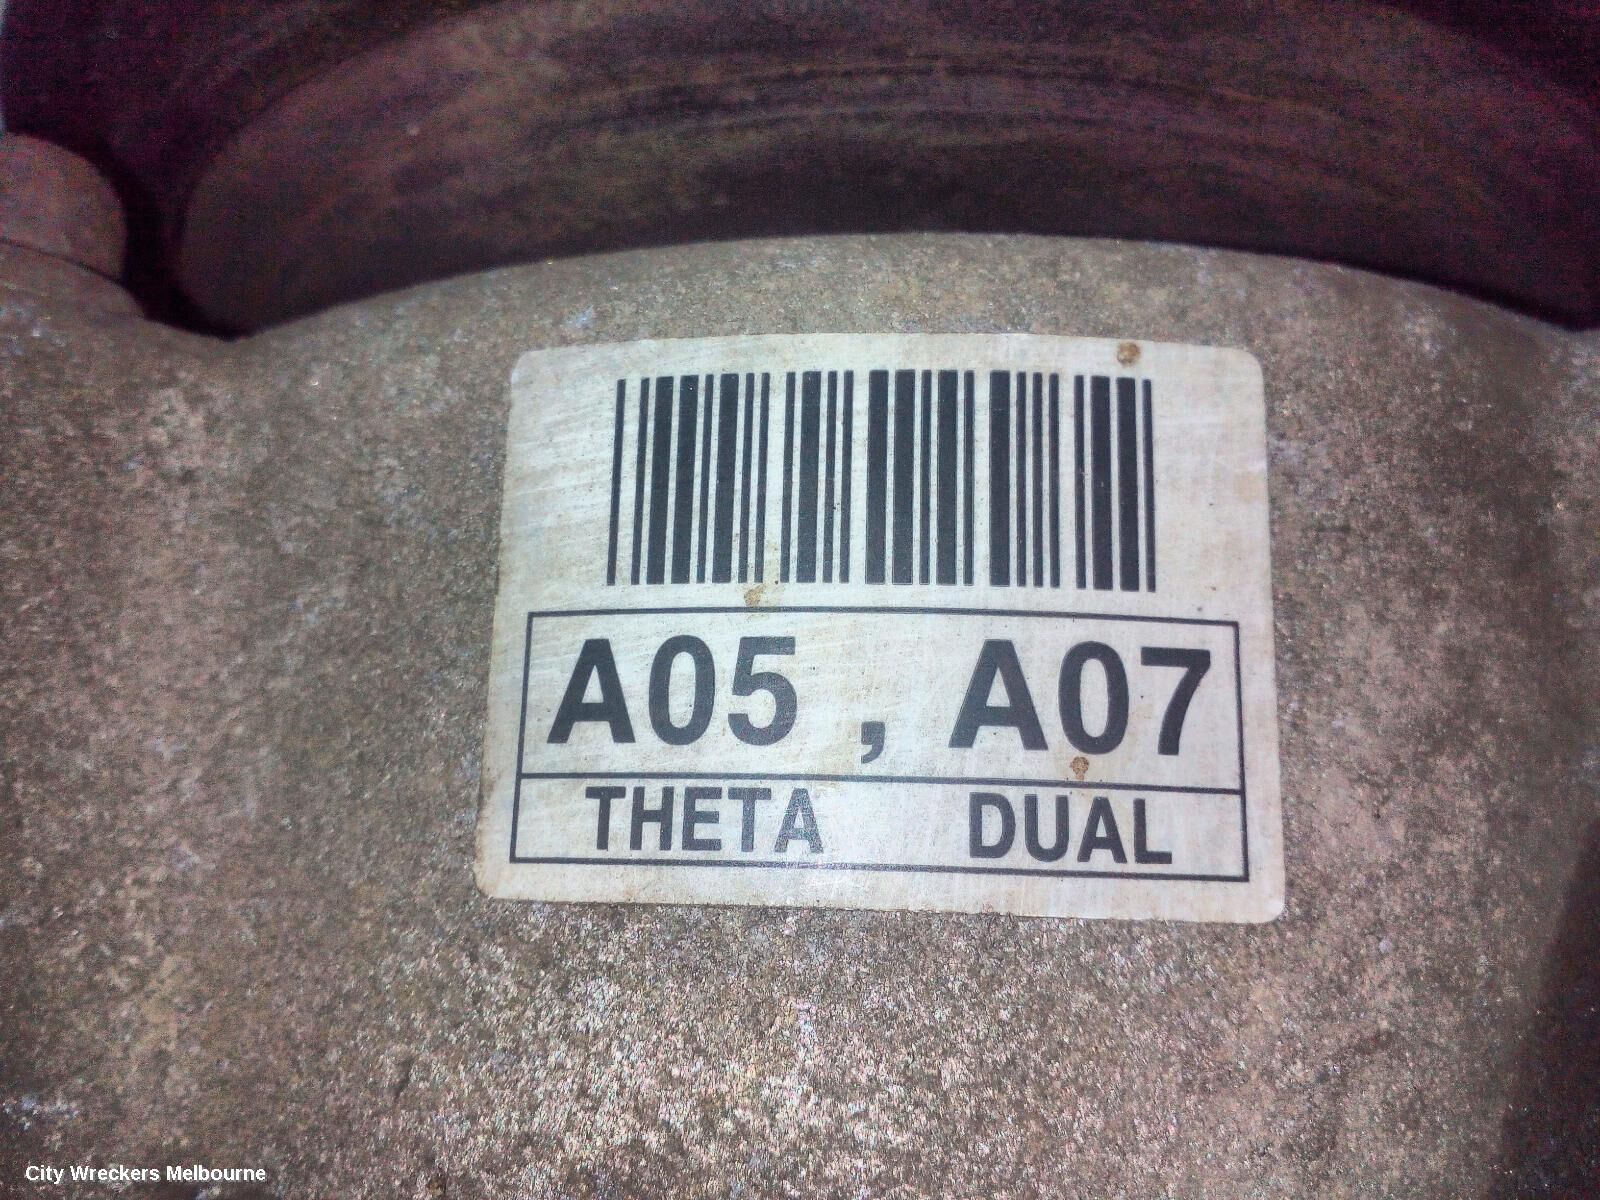 A05 , A07
THETA DUAL
City Wreckers Melbourne